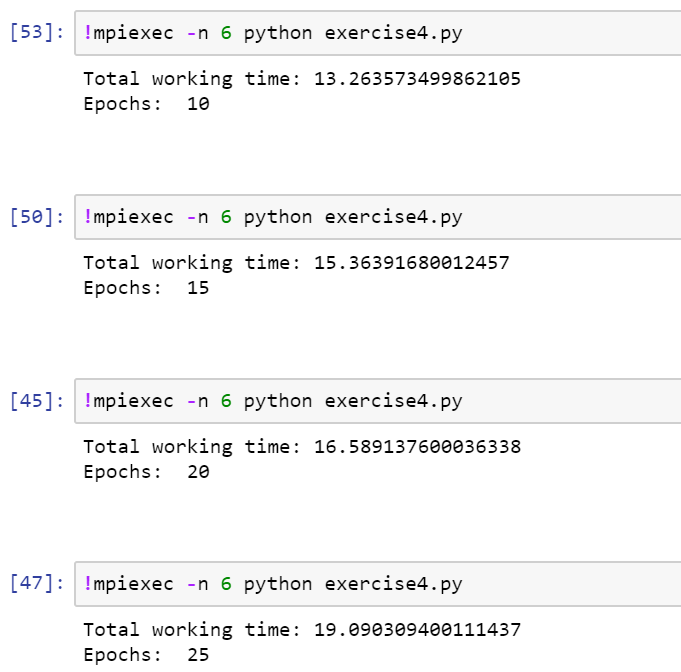 [53]: !mpiexec -n 6 python exercise4.py
Total working time: 13.263573499862105
Epochs:  10
[50]: !mpiexec -n 6 python exercise4.py
Total working time: 15.36391680012457
Epochs:  15
[45]: !mpiexec -n 6 python exercise4.py
Total working time: 16.589137600036338
Epochs:  20
[47]: !mpiexec -n 6 python exercise4.py
Total working time: 19.090309400111437
Epochs:  25